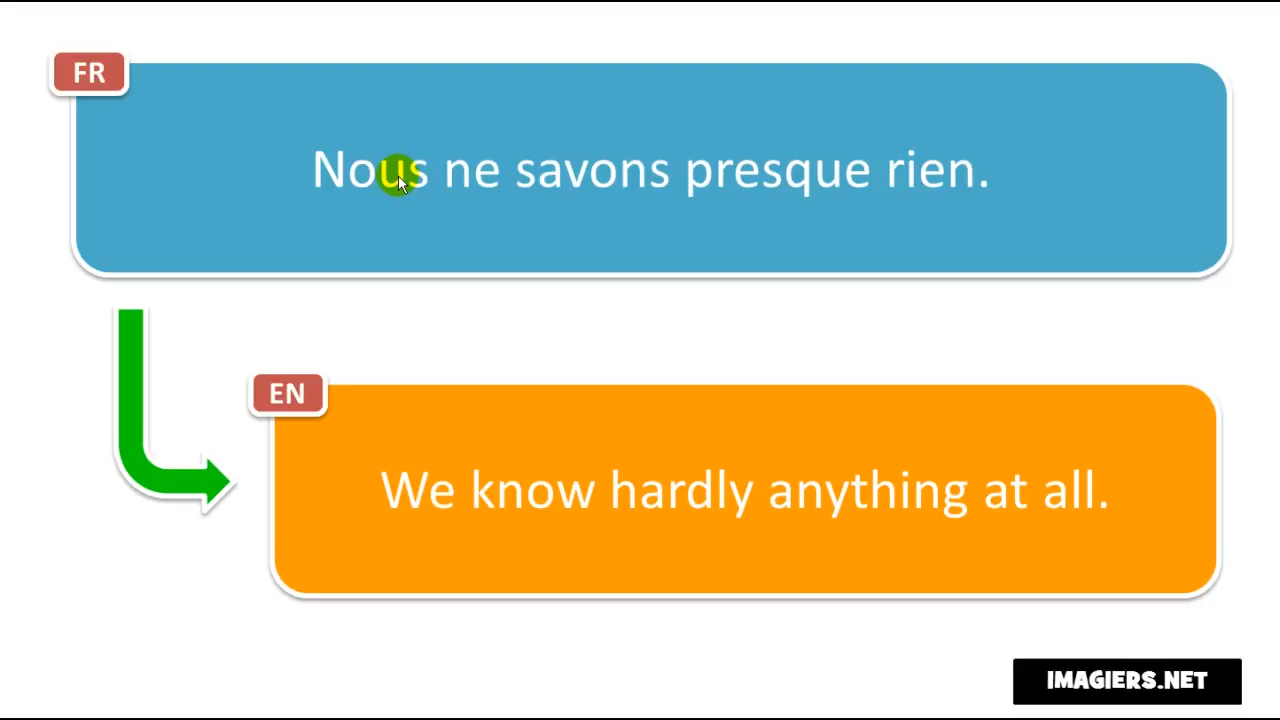 FR
Nous ne savons presque rien.
EN
We know hardly anything at all.
IMAGIERS.NET